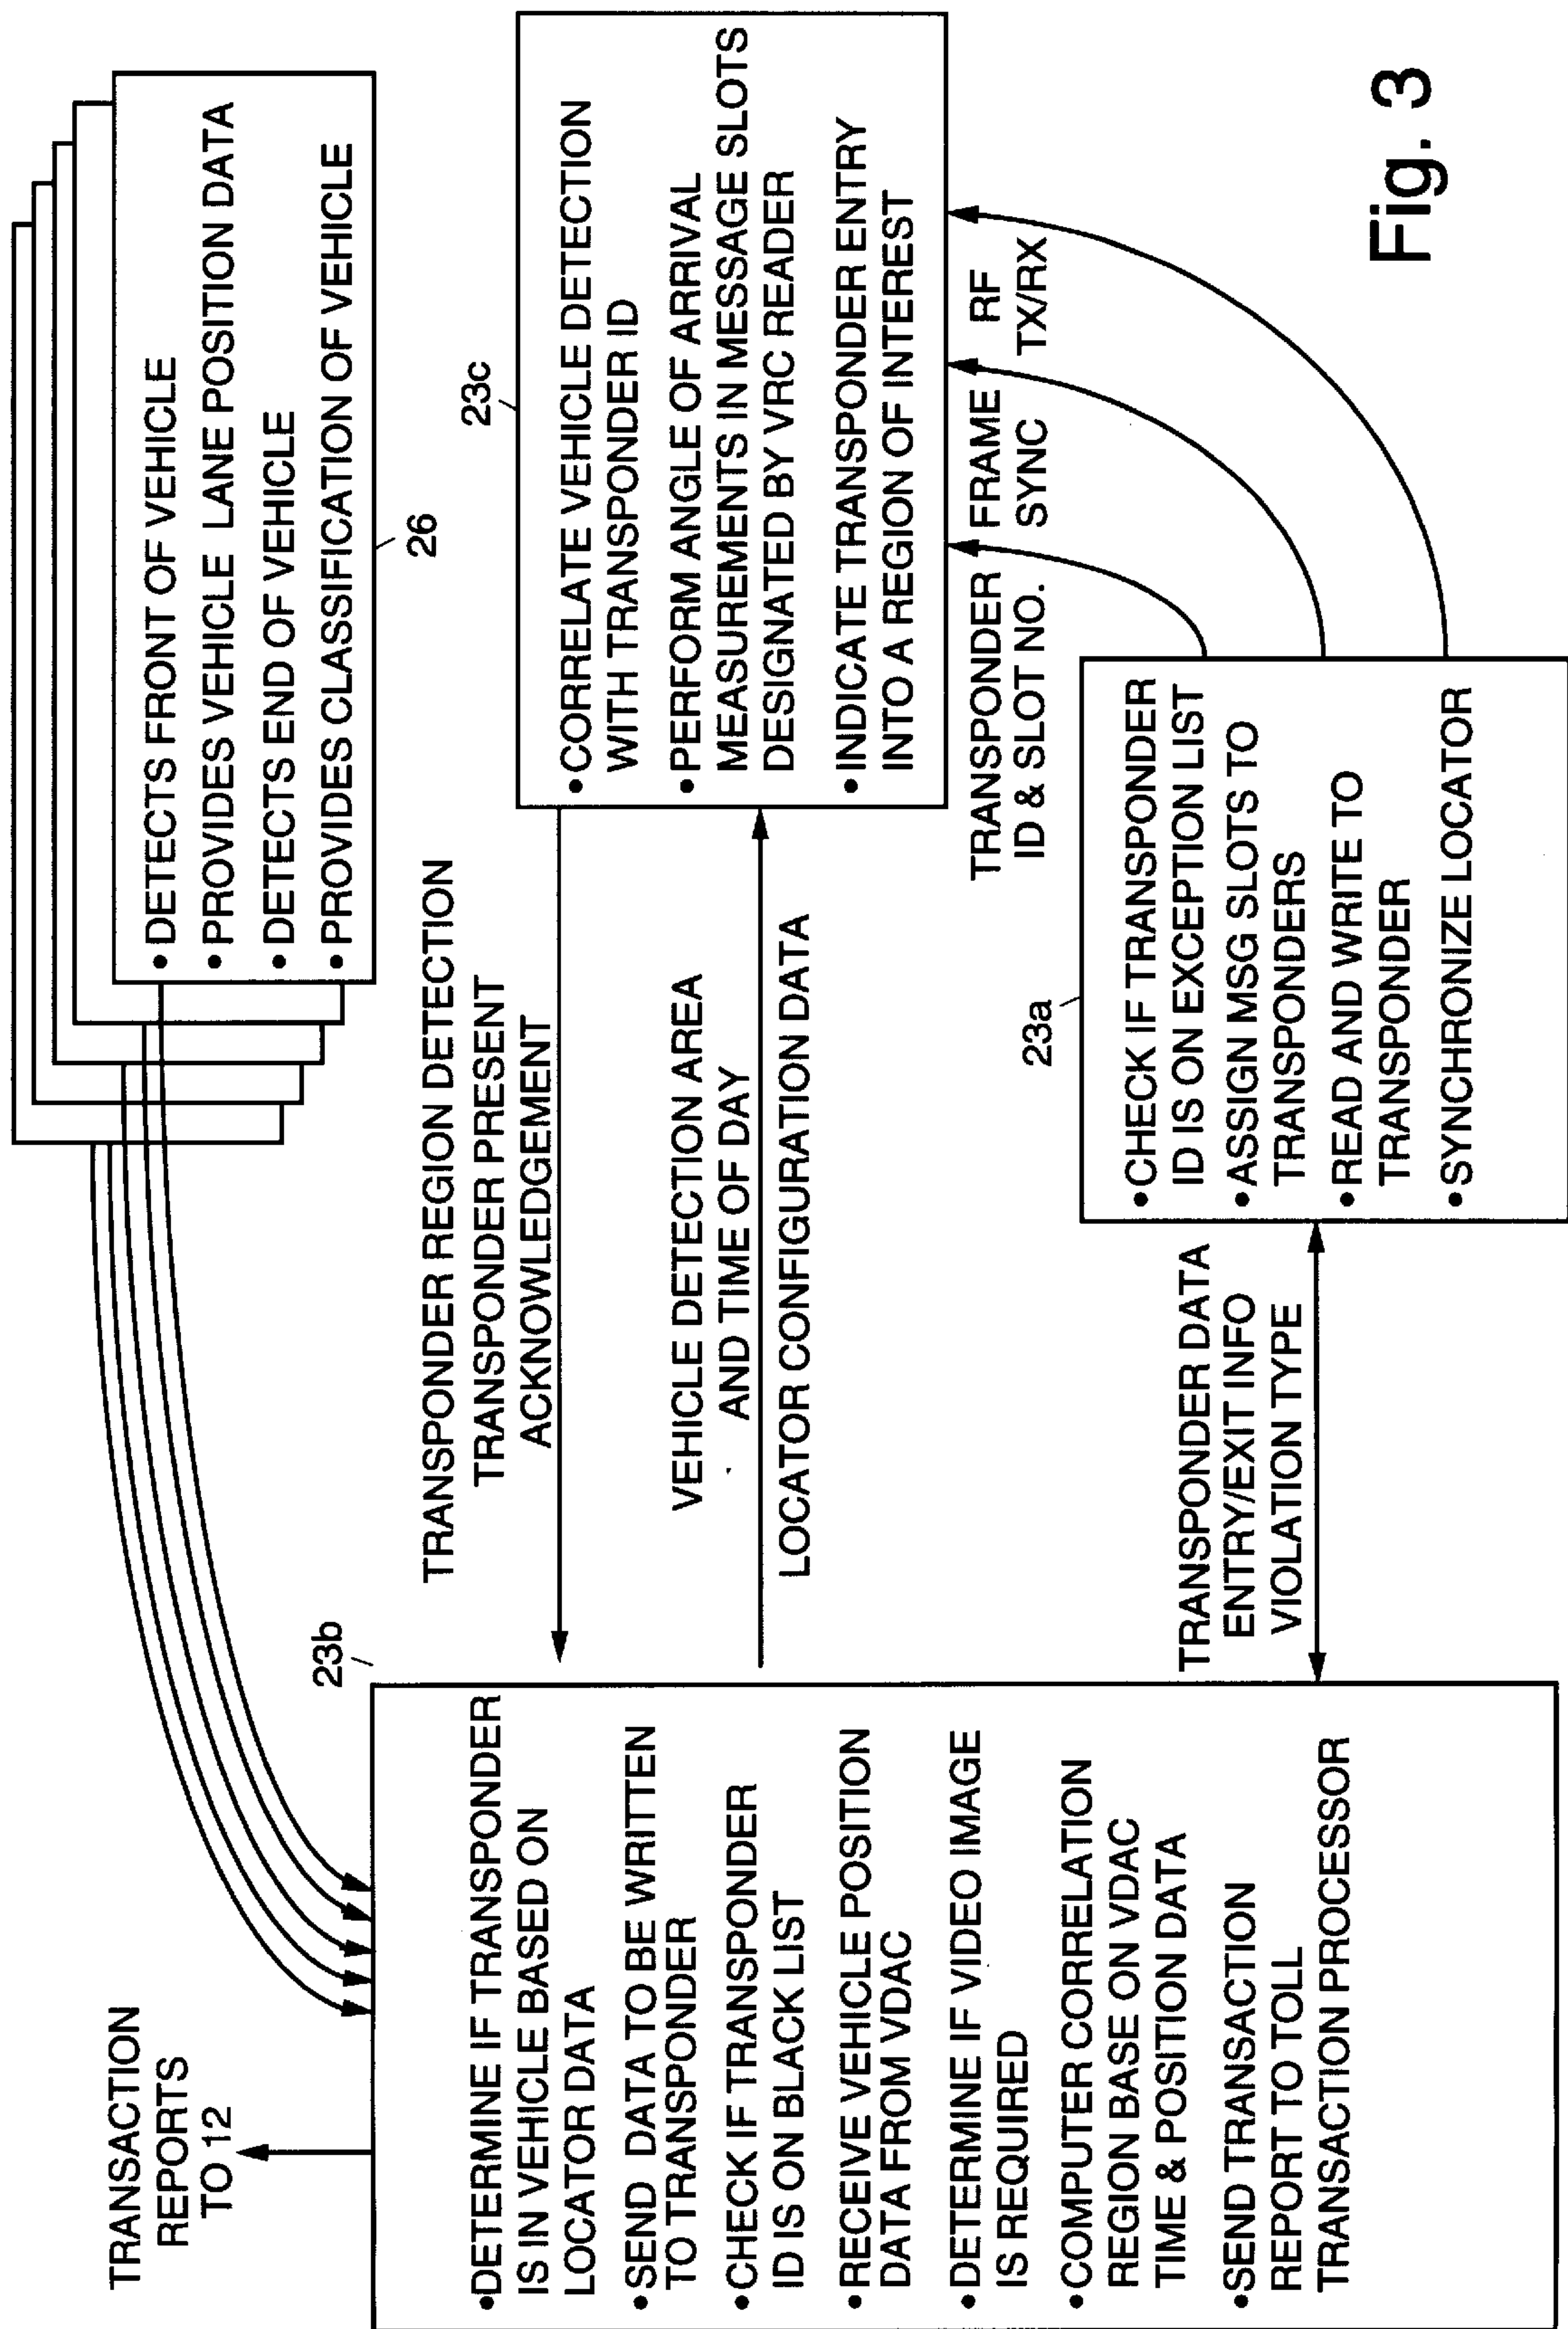 TRANSACTION
REPORTS
TO 12
• DETECTS FRONT OF VEHICLE
• PROVIDES VEHICLE LANE POSITION DATA
• DETECTS END OF VEHICLE
• PROVIDES CLASSIFICATION OF VEHICLE
26
23b
•DETERMINE IF TRANSPONDER
IS IN VEHICLE BASED ON
LOCATOR DATA
•SEND DATA TO BE WRITTEN
TO TRANSPONDER
•CHECK IF TRANSPONDER
ID IS ON BLACK LIST
•RECEIVE VEHICLE POSITION
DATA FROM VDAC
•DETERMINE IF VIDEO IMAGE
IS REQUIRED
•COMPUTER CORRELATION
REGION BASE ON VDAC
TIME & POSITION DATA
•SEND TRANSACTION
REPORT TO TOLL
TRANSACTION PROCESSOR
TRANSPONDER REGION DETECTION
TRANSPONDER PRESENT
ACKNOWLEDGEMENT
VEHICLE DETECTION AREA
AND TIME OF DAY
LOCATOR CONFIGURATION DATA
23c
• CORRELATE VEHICLE DETECTION
WITH TRANSPONDER ID
• PERFORM ANGLE OF ARRIVAL
MEASUREMENTS IN MESSAGE SLOTS
DESIGNATED BY VRC READER
• INDICATE TRANSPONDER ENTRY
INTO A REGION OF INTEREST
TRANSPONDER
ID & SLOT NO.
FRAME
SYNC
RF
TX/RX
TRANSPONDER DATA
ENTRY/EXIT INFO
VIOLATION TYPE
23a
•CHECK IF TRANSPONDER
ID IS ON EXCEPTION LIST
•ASSIGN MSG SLOTS TO
TRANSPONDERS
•READ AND WRITE TO
TRANSPONDER
•SYNCHRONIZE LOCATOR
Fig. 3